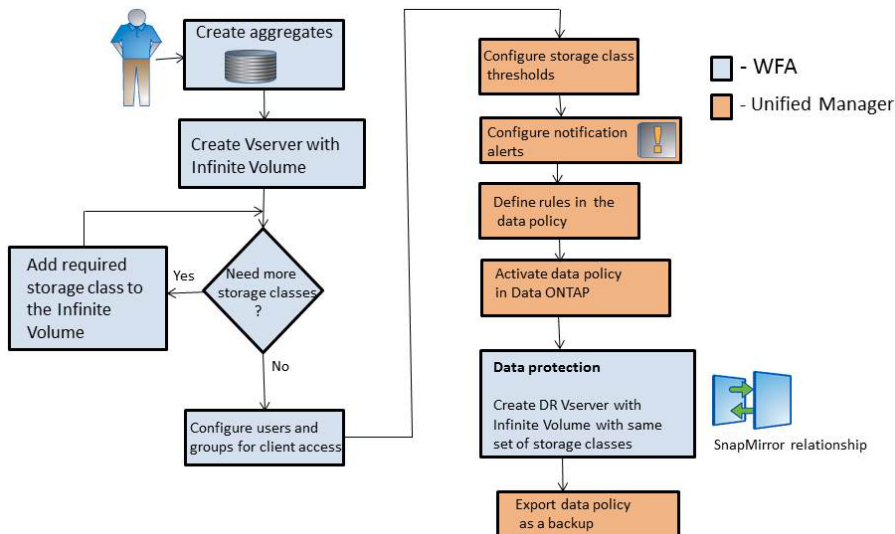 Create aggregates
Create Vserver with
Infinite Volume
Add required
storage class to
the Infinite
Volume
Yes
Need more
storage classes
?
No
Configure users and
groups for client access
Configure storage class
thresholds
Configure notification
alerts
Define rules in the
data policy
Activate data policy
in Data ONTAP
Data protection
Create DR Vserver with
Infinite Volume with same
set of storage classes
SnapMirror relationship
Export data policy
as a backup
- WFA
- Unified Manager